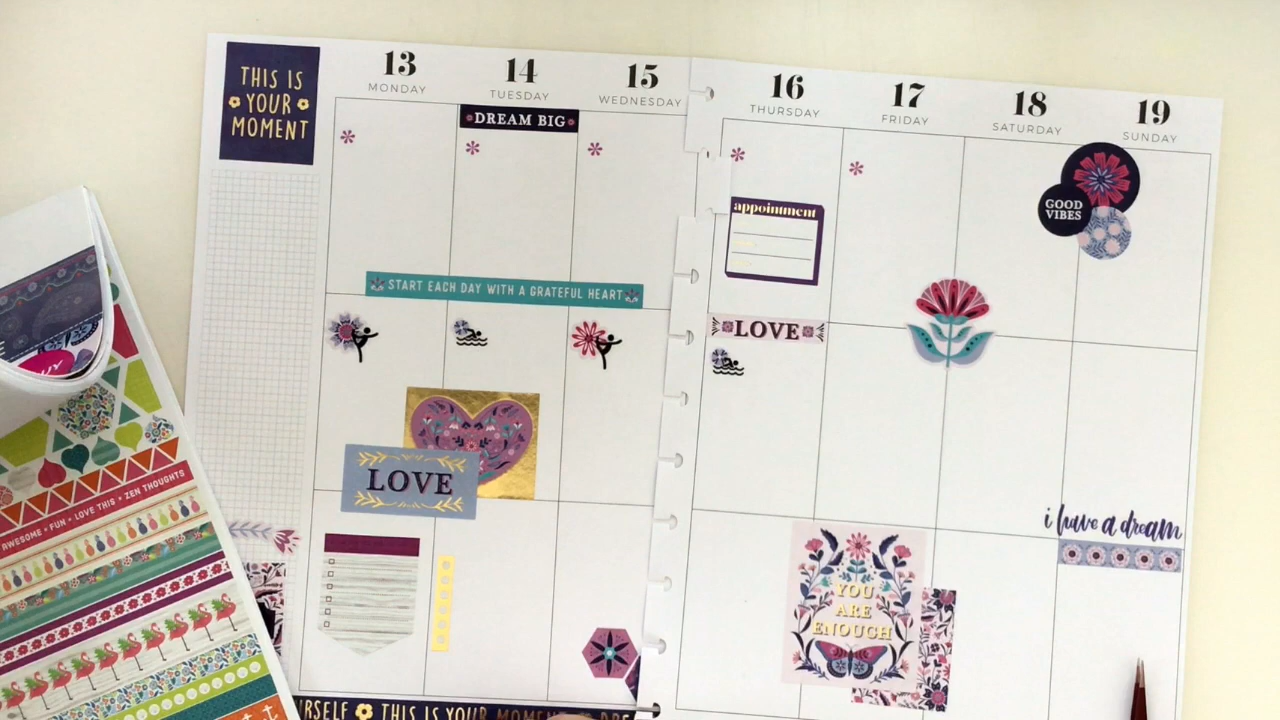 THIS IS
YOUR
MOMENT
13
MONDAY
14
TUESDAY
15
WEDNESDAY
16
THURSDAY
17
FRIDAY
18
SATURDAY
19
SUNDAY
DREAM BIG
appointment
GOOD
VIBES
START EACH DAY WITH A GRATEFUL HEART
LOVE
LOVE
i have a dream
YOU
ARE
ENOUGH
AWESOME • FUN • LOVE THIS • ZEN THOUGHTS
THIS IS YOUR MOMENT